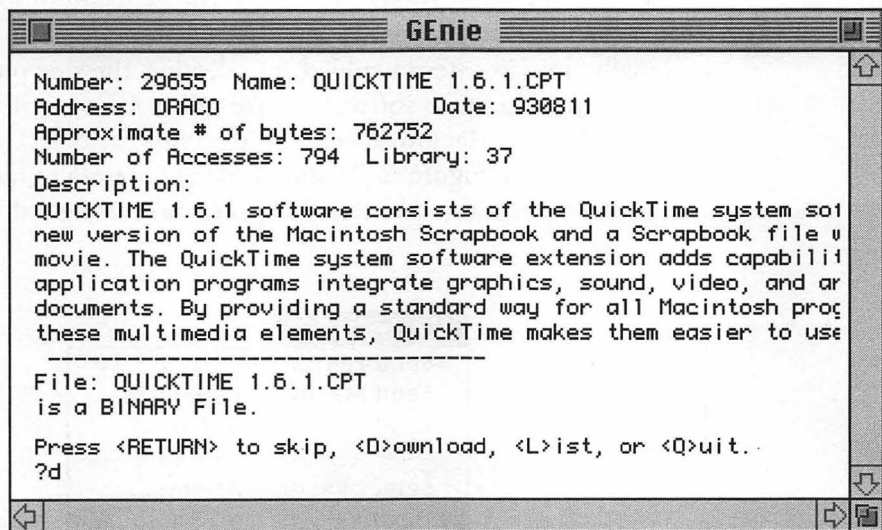 GEnie
Number: 29655 Name: QUICKTIME 1.6.1.CPT
Address: DRACO Date: 930811
Approximate # of bytes: 762752
Number of Accesses: 794 Library: 37
Description:
QUICKTIME 1.6.1 software consists of the QuickTime system
new version of the Macintosh Scrapbook and a Scrapbook file
movie. The QuickTime system software extension adds
application programs integrate graphics, sound, video, and
documents. By providing a standard way for all Macintosh
these multimedia elements, QuickTime makes them easier to use
------------------------------
File: QUICKTIME 1.6.1.CPT
is a BINARY File.
Press <RETURN> to skip, <D>ownload, <L>ist, or <Q>uit.
?d